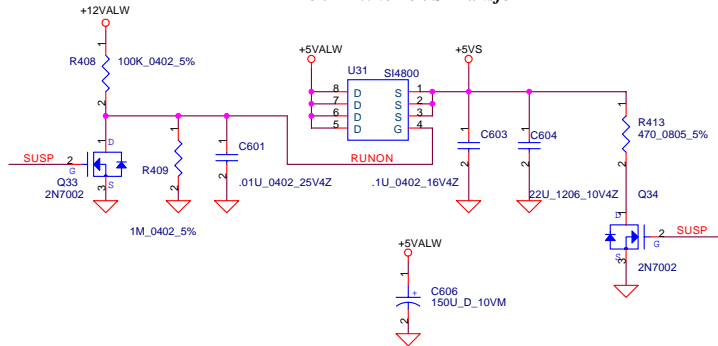 +12VALW
1
R408 100K_0402_5%
2
+5VALW
U31 SI4800
8 D S 1
7 D S 2
6 D S 3
5 D G 4
+5VS
1
R413
470_0805_5%
2
SUSP 2 G
1 D
3 S
Q33
2N7002
1
R409
2
1M_0402_5%
1
C601
2
.01U_0402_25V4Z
RUNON
1
C603
2
.1U_0402_16V4Z
1
C604
2
22U_1206_10V4Z
Q34
1 D
SUSP
2 G
3 S
2N7002
+5VALW
1
+
C606
150U_D_10VM
2